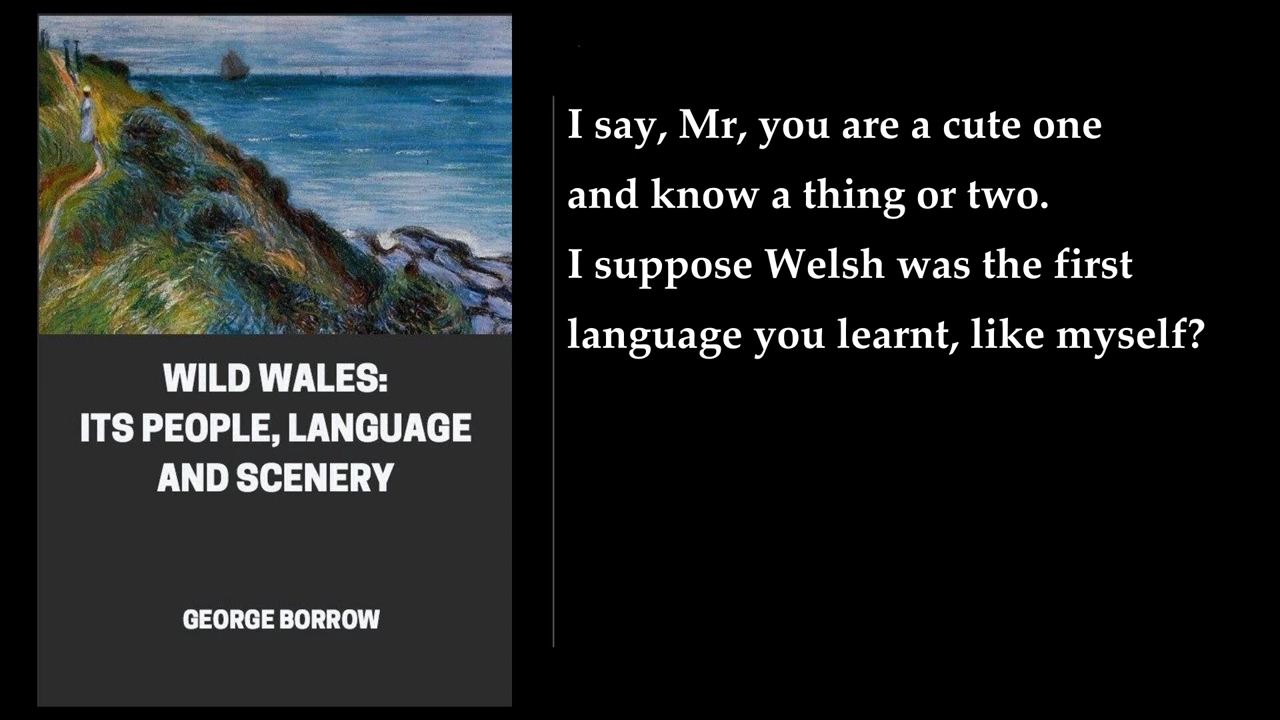 WILD WALES:
ITS PEOPLE, LANGUAGE
AND SCENERY
GEORGE BORROW
I say, Mr, you are a cute one
and know a thing or two.
I suppose Welsh was the first
language you learnt, like myself?